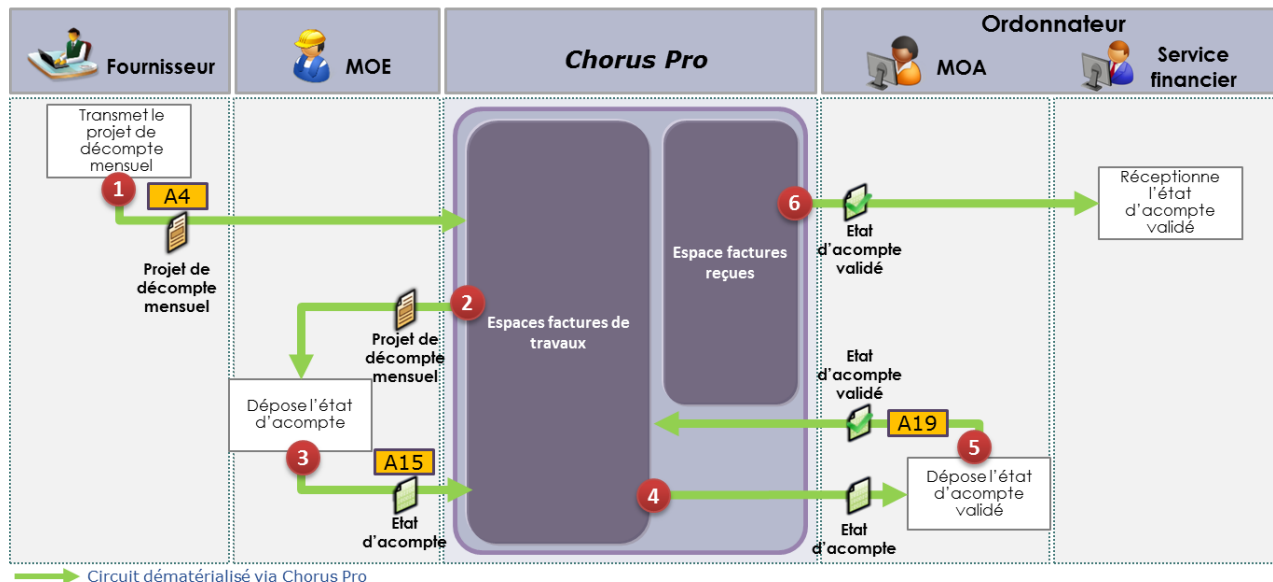 Fournisseur
MOE
Chorus Pro
Ordonnateur
MOA
Service
financier
Transmet le
projet de
décompte
mensuel
1
A4
Projet de
décompte
mensuel
2
Projet de
décompte
mensuel
Dépose l'état
d'acompte
3
A15
Etat
d'acompte
Espaces factures de
travaux
Espace factures
reçues
6
Etat
d'acompte
validé
Réceptionne
l'état
d'acompte
validé
Etat
d'acompte
validé
A19
5
Dépose l'état
d'acompte
validé
4
Etat
d'acompte
Circuit dématérialisé via Chorus Pro